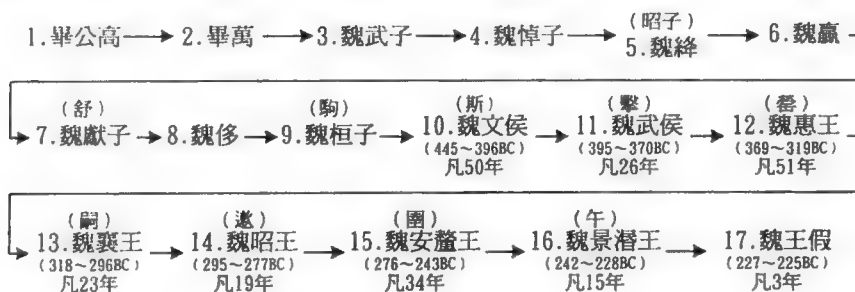 (昭子)
1.畢公高 2.畢萬 3.魏武子 4.魏悼子 5.魏絳 6.魏贏
(舒) (駒) (斯) (擊) (罃)
7.魏獻子 8.魏侈 9.魏桓子 10.魏文侯 11.魏武侯 12.魏惠王
(445~396BC) (395~370BC) (369~319BC)
凡50年 凡26年 凡51年
(嗣) (午)
13.魏襄王 14.魏昭王 15.魏安釐王 16.魏景湣王 17.魏王假
(318~296BC) (295~277BC) (276~243BC) (242~228BC) (227~225BC)
凡23年 凡19年 凡34年 凡15年 凡3年